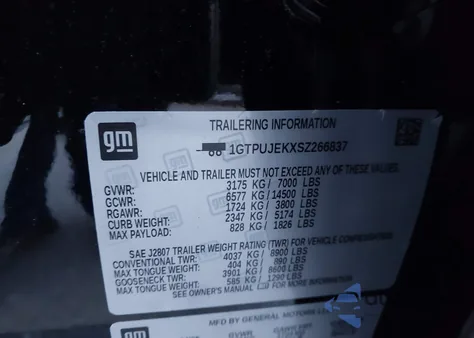 gm
TRAILERING INFORMATION
1GTPUJEKXSZ266837
VEHICLE AND TRAILER MUST NOT EXCEED ANY OF THESE VALUES
GVWR: 3175 KG / 7000 LBS
GCWR: 6577 KG / 14500 LBS
RGAWR: 1724 KG / 3800 LBS
CURB WEIGHT: 2347 KG / 5174 LBS
MAX PAYLOAD: 828 KG / 1826 LBS
SAE J2807 TRAILER WEIGHT RATING (TWR) FOR VEHICLE CONFIGURATION
CONVENTIONAL TWR: 4037 KG / 8900 LBS
MAX TONGUE WEIGHT: 404 KG / 890 LBS
GOOSENECK TWR: 3901 KG / 8600 LBS
MAX TONGUE WEIGHT: 585 KG / 1290 LBS
SEE OWNER'S MANUAL FOR MORE INFORMATION
gm
MFD BY GENERAL MOTORS LLC